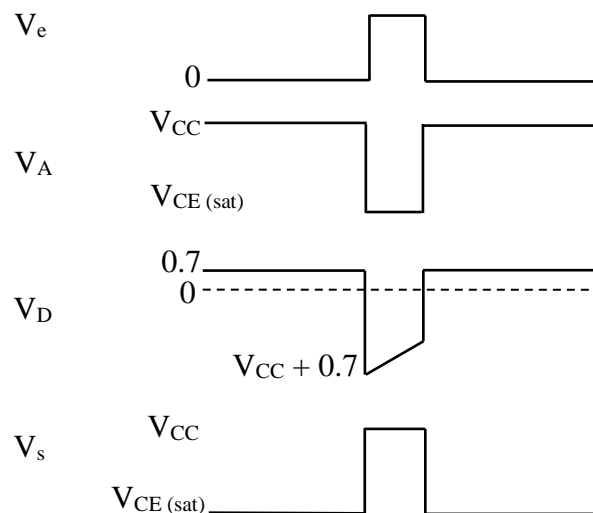 Ve
0
VCC
VA
VCE (sat)
0.7
0
VD
VCC + 0.7
VCC
Vs
VCE (sat)